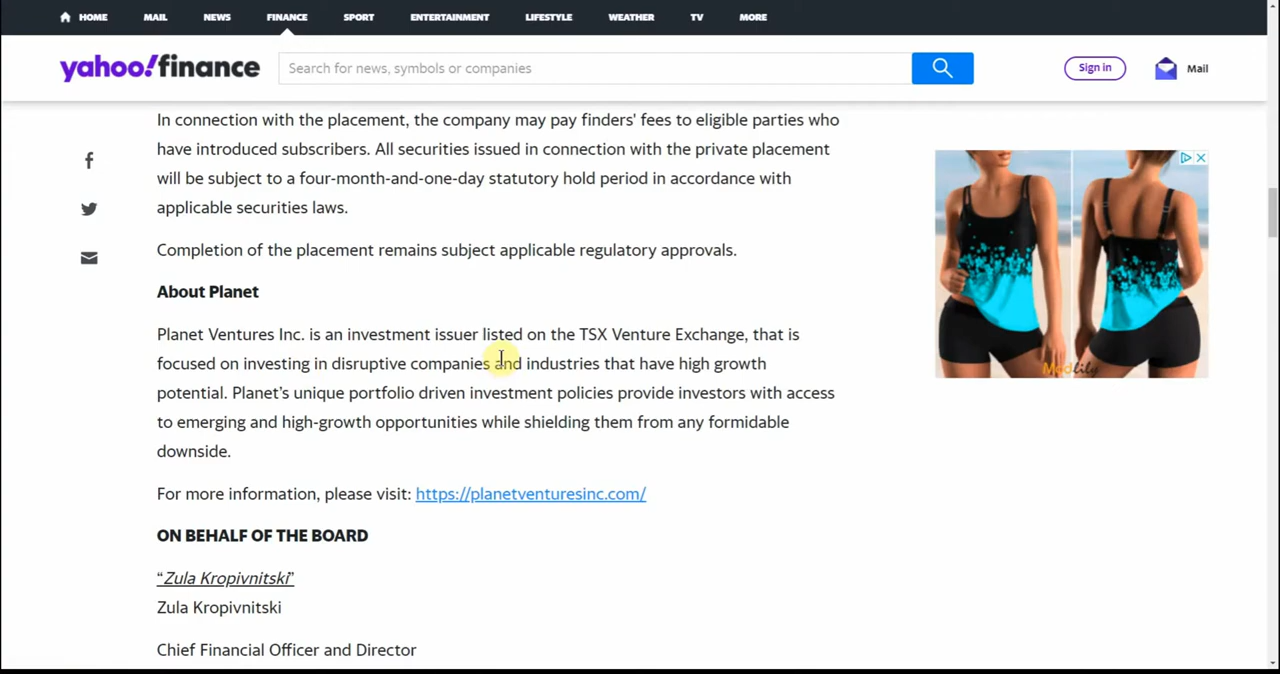 HOME MAIL NEWS FINANCE SPORT ENTERTAINMENT LIFESTYLE WEATHER TV MORE
yahoo!finance Search for news, symbols or companies Sign in Mail
In connection with the placement, the company may pay finders' fees to eligible parties who
have introduced subscribers. All securities issued in connection with the private placement
will be subject to a four-month-and-one-day statutory hold period in accordance with
applicable securities laws.
Completion of the placement remains subject applicable regulatory approvals.
About Planet
Planet Ventures Inc. is an investment issuer listed on the TSX Venture Exchange, that is
focused on investing in disruptive companies and industries that have high growth
potential. Planet’s unique portfolio driven investment policies provide investors with access
to emerging and high-growth opportunities while shielding them from any formidable
downside.
For more information, please visit: https://planetventuresinc.com/
ON BEHALF OF THE BOARD
“Zula Kropivnitski”
Zula Kropivnitski
Chief Financial Officer and Director
Modlily